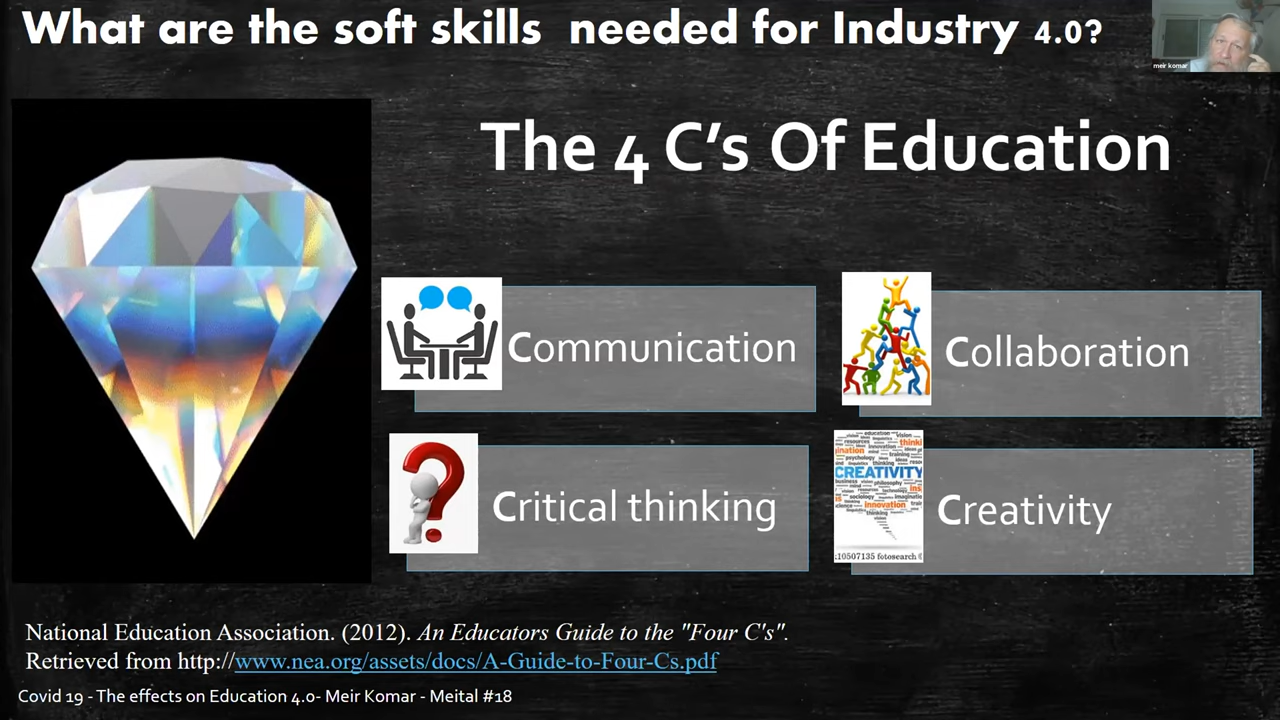 What are the soft skills needed for Industry 4.0?
meir komar
The 4 C's Of Education
Communication
Collaboration
Critical thinking
CREATIVITY
innovation
Creativity
:10507135 fotosearch
National Education Association. (2012). An Educators Guide to the "Four C's".
Retrieved from http://www.nea.org/assets/docs/A-Guide-to-Four-Cs.pdf
Covid 19 - The effects on Education 4.0- Meir Komar - Meital #18